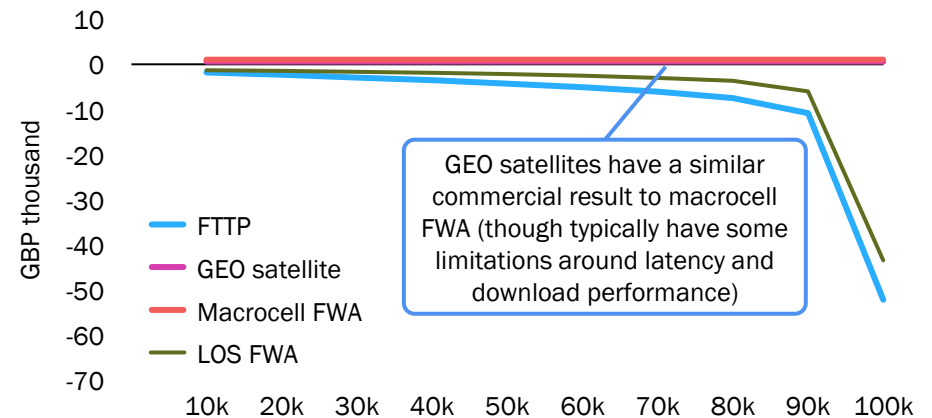 10
0
-10
-20
-30
-40
-50
-60
-70
GBP thousand
GEO satellites have a similar
commercial result to macrocell
FWA (though typically have some
limitations around latency and
download performance)
FTTP
GEO satellite
Macrocell FWA
LOS FWA
10k 20k 30k 40k 50k 60k 70k 80k 90k 100k